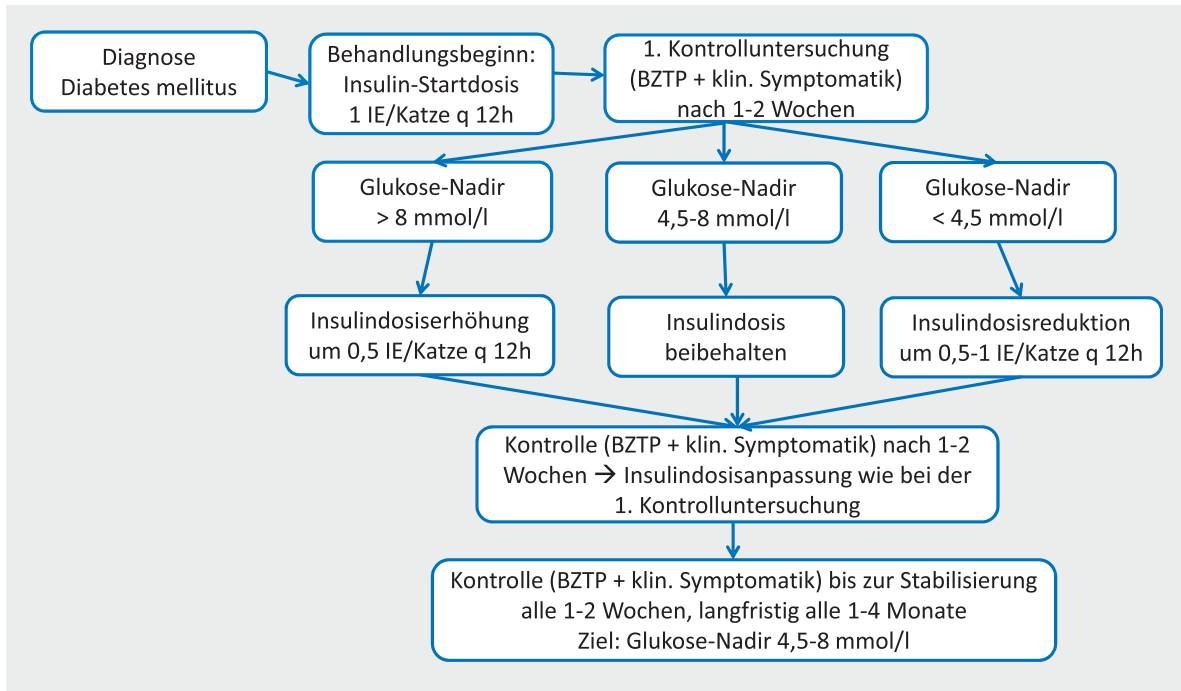 Diagnose
Diabetes mellitus
Behandlungsbeginn:
Insulin-Startdosis
1 IE/Katze q 12h
1. Kontrolluntersuchung
(BZTP + klin. Symptomatik)
nach 1-2 Wochen
Glukose-Nadir
> 8 mmol/l
Glukose-Nadir
4,5-8 mmol/l
Glukose-Nadir
< 4,5 mmol/l
Insulindosiserhöhung
um 0,5 IE/Katze q 12h
Insulindosis
beibehalten
Insulindosisreduktion
um 0,5-1 IE/Katze q 12h
Kontrolle (BZTP + klin. Symptomatik) nach 1-2
Wochen → Insulindosisanpassung wie bei der
1. Kontrolluntersuchung
Kontrolle (BZTP + klin. Symptomatik) bis zur Stabilisierung
alle 1-2 Wochen, langfristig alle 1-4 Monate
Ziel: Glukose-Nadir 4,5-8 mmol/l